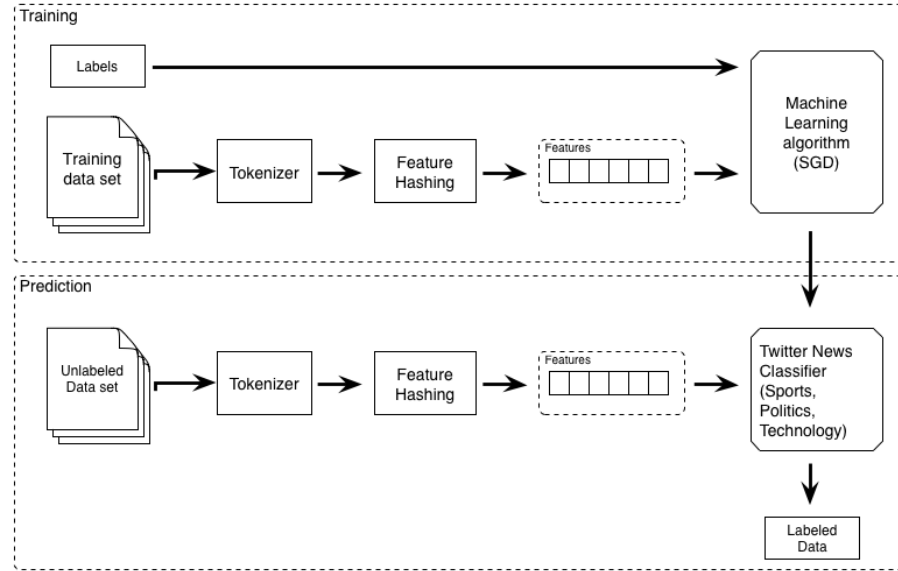 Training
Labels
Machine
Learning
algorithm
(SGD)
Training
data set
Tokenizer
Feature
Hashing
Features
Prediction
Unlabeled
Data set
Tokenizer
Feature
Hashing
Features
Twitter News
Classifier
(Sports,
Politics,
Technology)
Labeled
Data